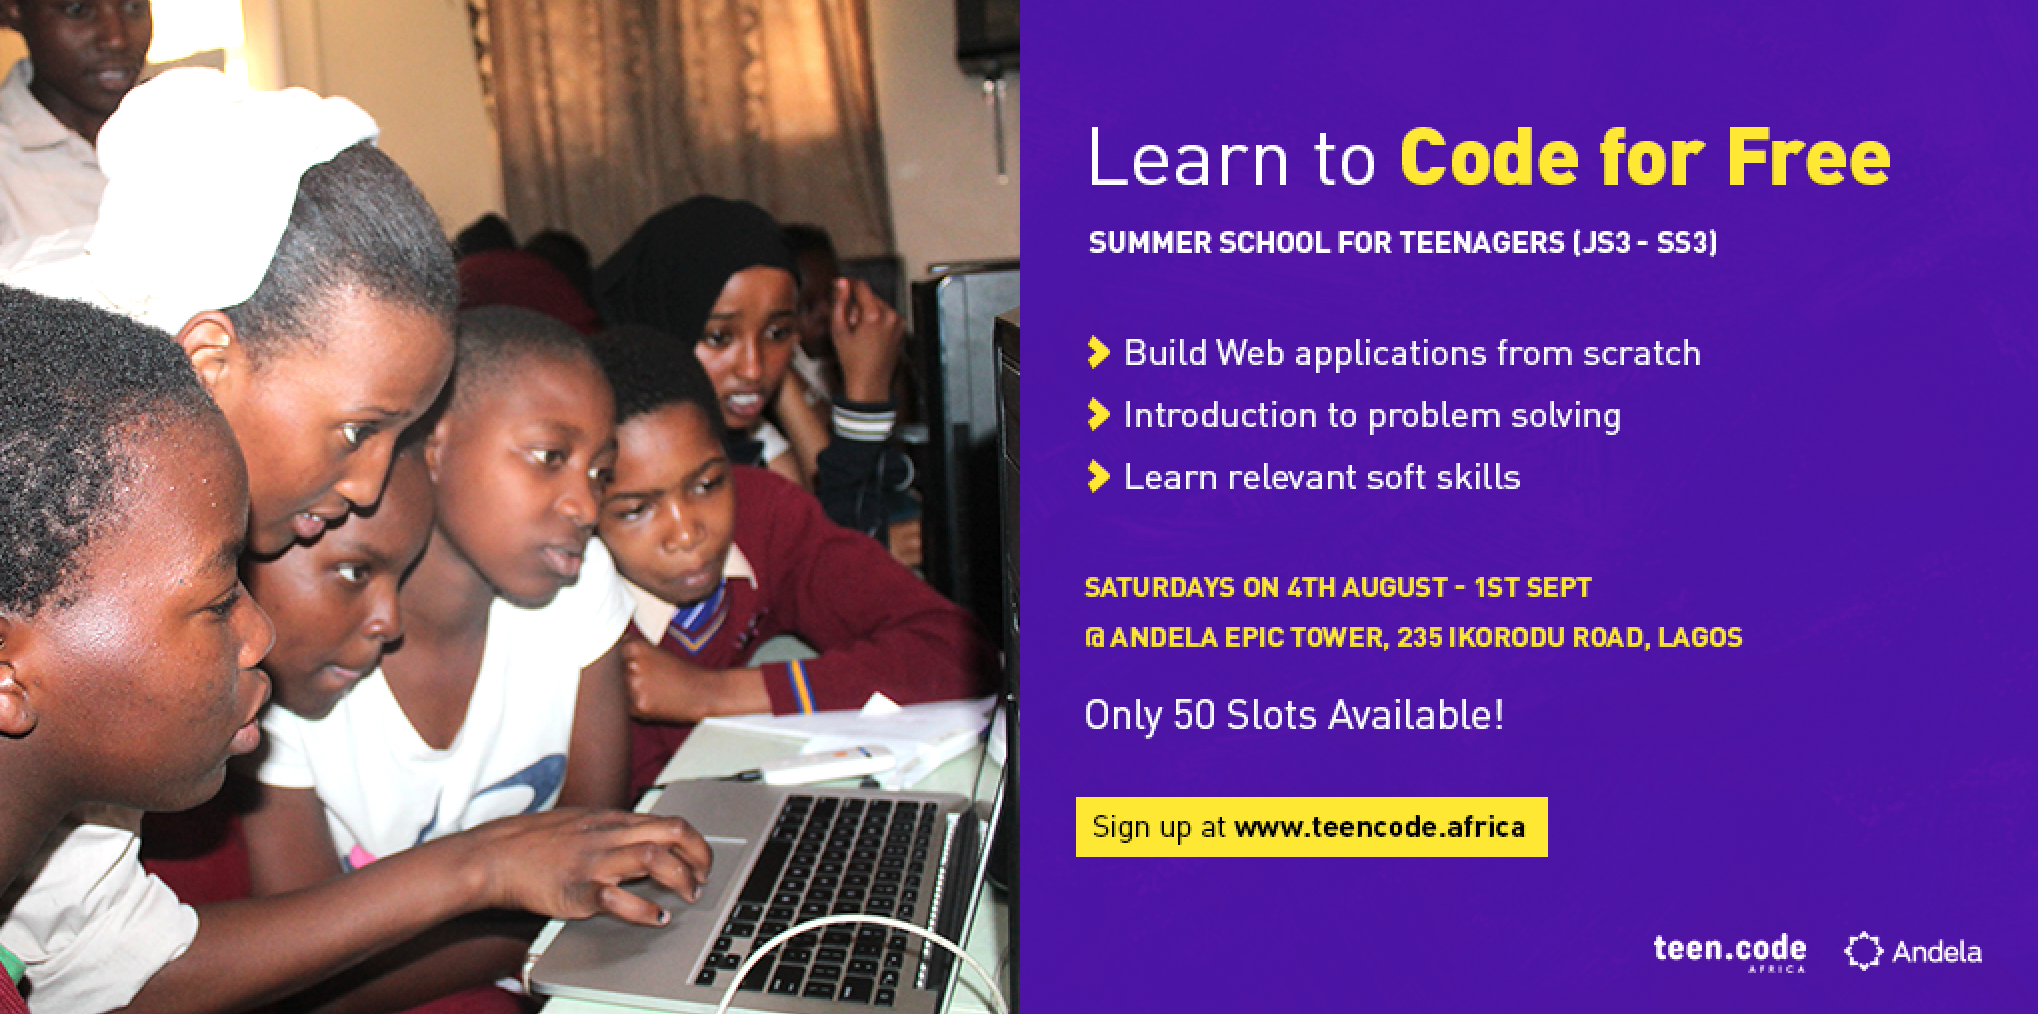 Learn to Code for Free
SUMMER SCHOOL FOR TEENAGERS (JS3 - SS3)
Build Web applications from scratch
Introduction to problem solving
Learn relevant soft skills
SATURDAYS ON 4TH AUGUST - 1ST SEPT
@ ANDELA EPIC TOWER, 235 IKORODU ROAD, LAGOS
Only 50 Slots Available!
Sign up at www.teencode.africa
teen.code
AFRICA
Andela